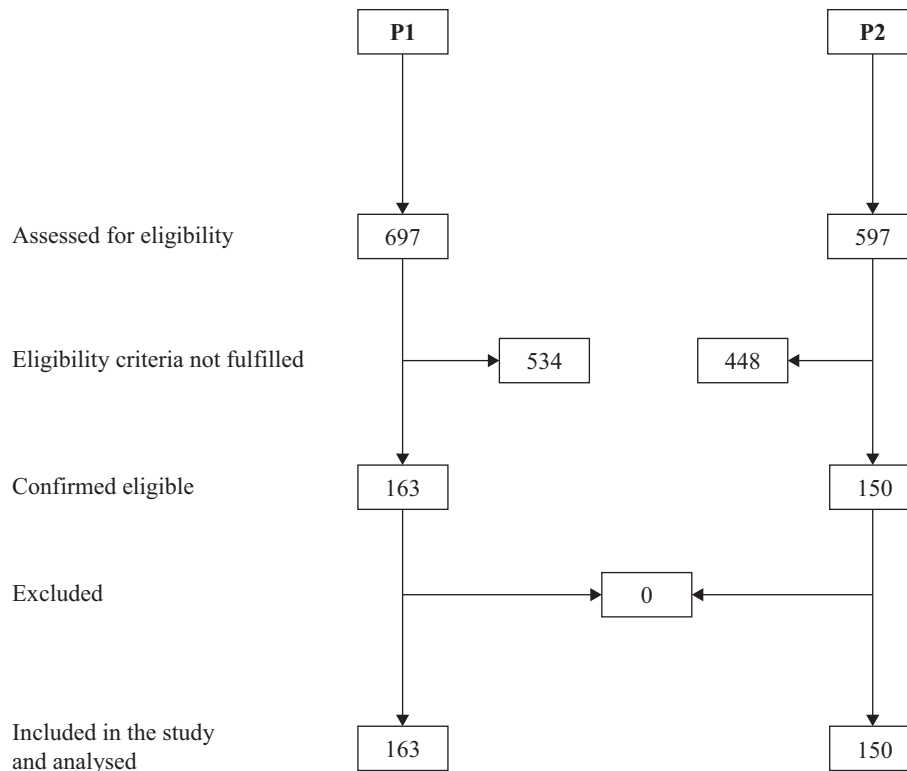 P1 P2
Assessed for eligibility 697 597
Eligibility criteria not fulfilled 534 448
Confirmed eligible 163 150
Excluded 0
Included in the study
and analysed 163 150